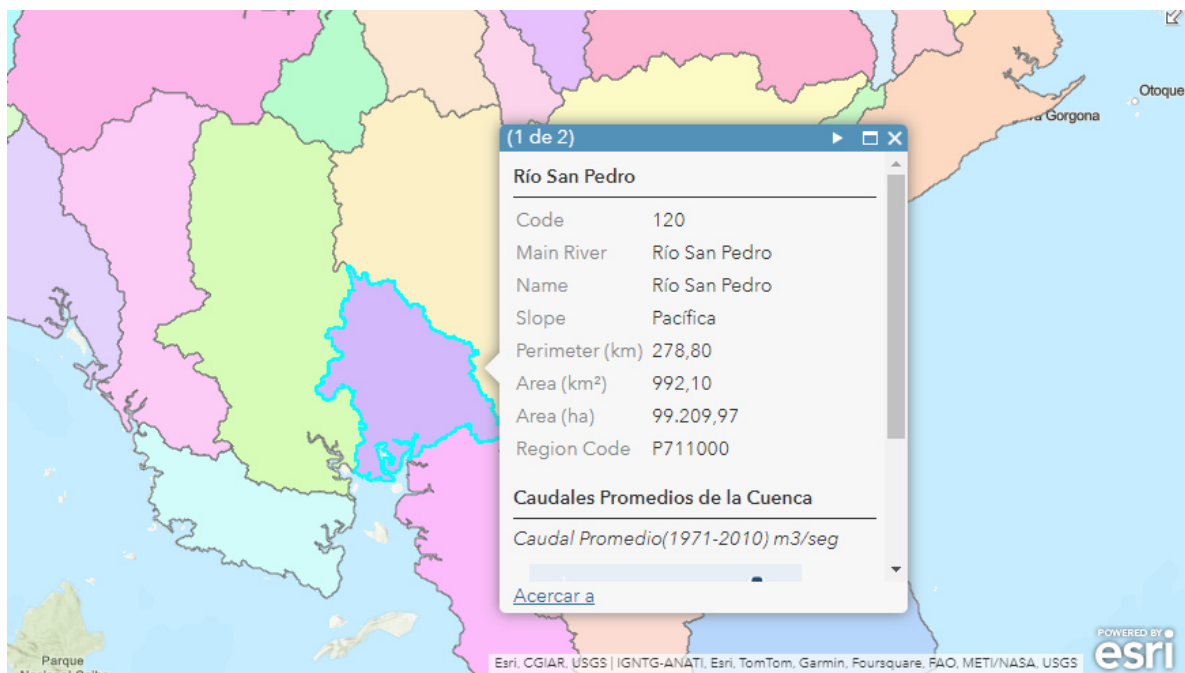 Otoque
Gorgona
(1 de 2)
Río San Pedro
Code 120
Main River Río San Pedro
Name Río San Pedro
Slope Pacífica
Perimeter (km) 278,80
Area (km²) 992,10
Area (ha) 99.209,97
Region Code P711000
Caudales Promedios de la Cuenca
Caudal Promedio(1971-2010) m3/seg
Acercar a
Parque
POWERED BY
esri
Esri, CGIAR, USGS | IGNTG-ANATI, Esri, TomTom, Garmin, Foursquare, FAO, METI/NASA, USGS